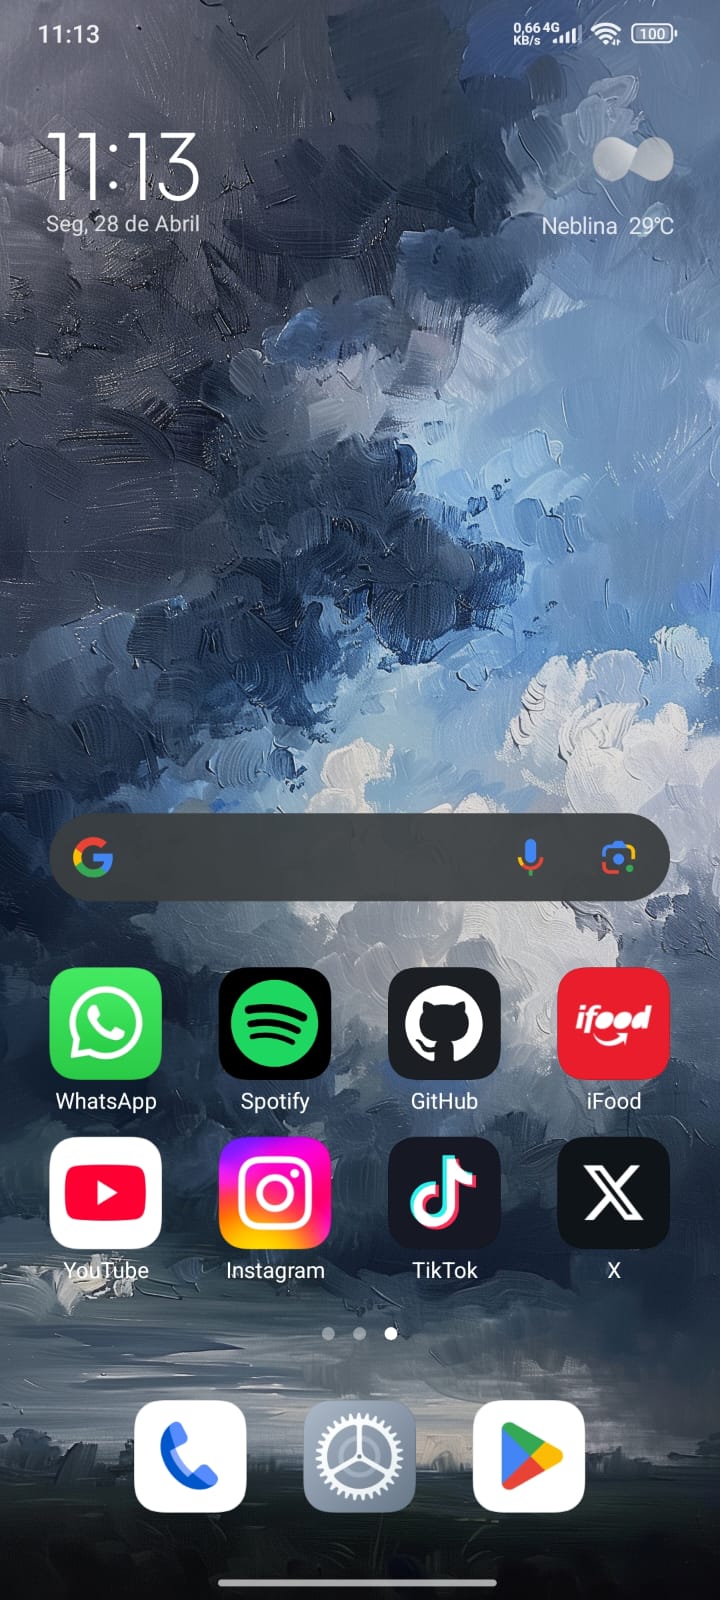 11:13
0,66 4G
KB/s
100
11:13
Seg, 28 de Abril
Neblina 29°C
ifood
WhatsApp
Spotify
GitHub
iFood
YouTube
Instagram
TikTok
X